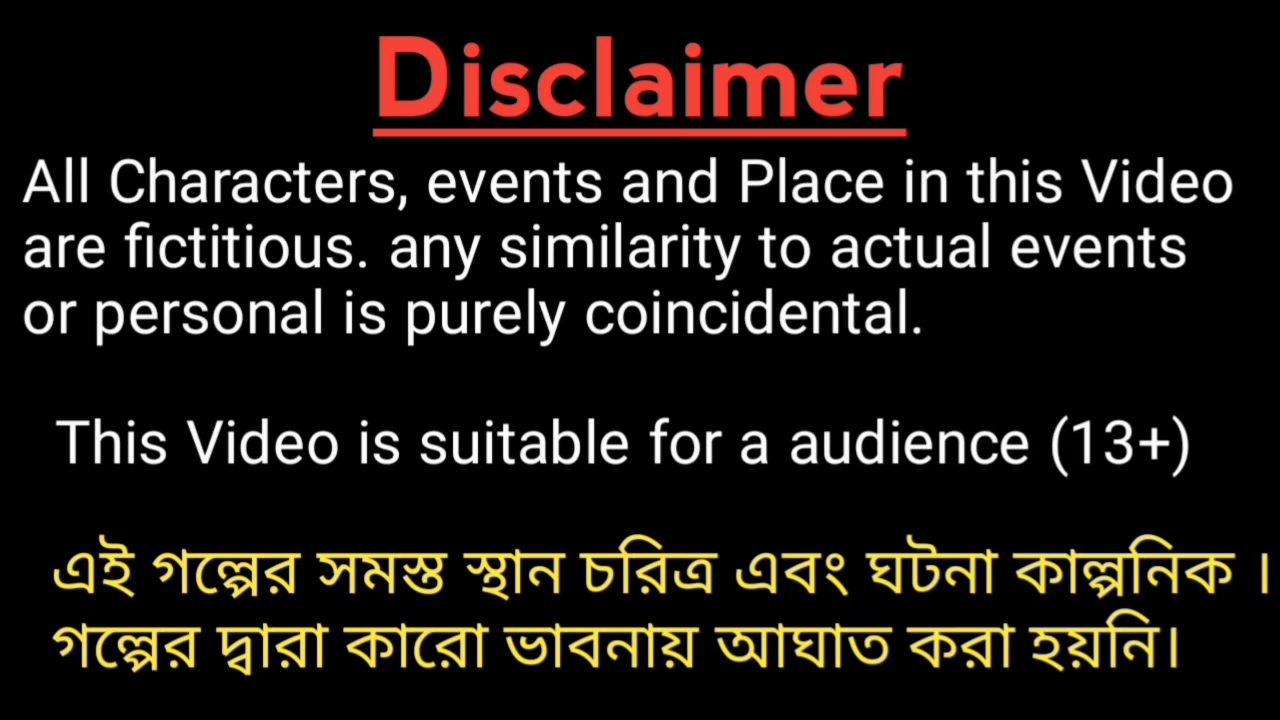 Disclaimer
All Characters, events and Place in this Video
are fictitious. any similarity to actual events
or personal is purely coincidental.
This Video is suitable for a audience (13+)
এই গল্পের সমস্ত স্থান চরিত্র এবং ঘটনা কাল্পনিক ।
গল্পের দ্বারা কারো ভাবনায় আঘাত করা হয়নি।